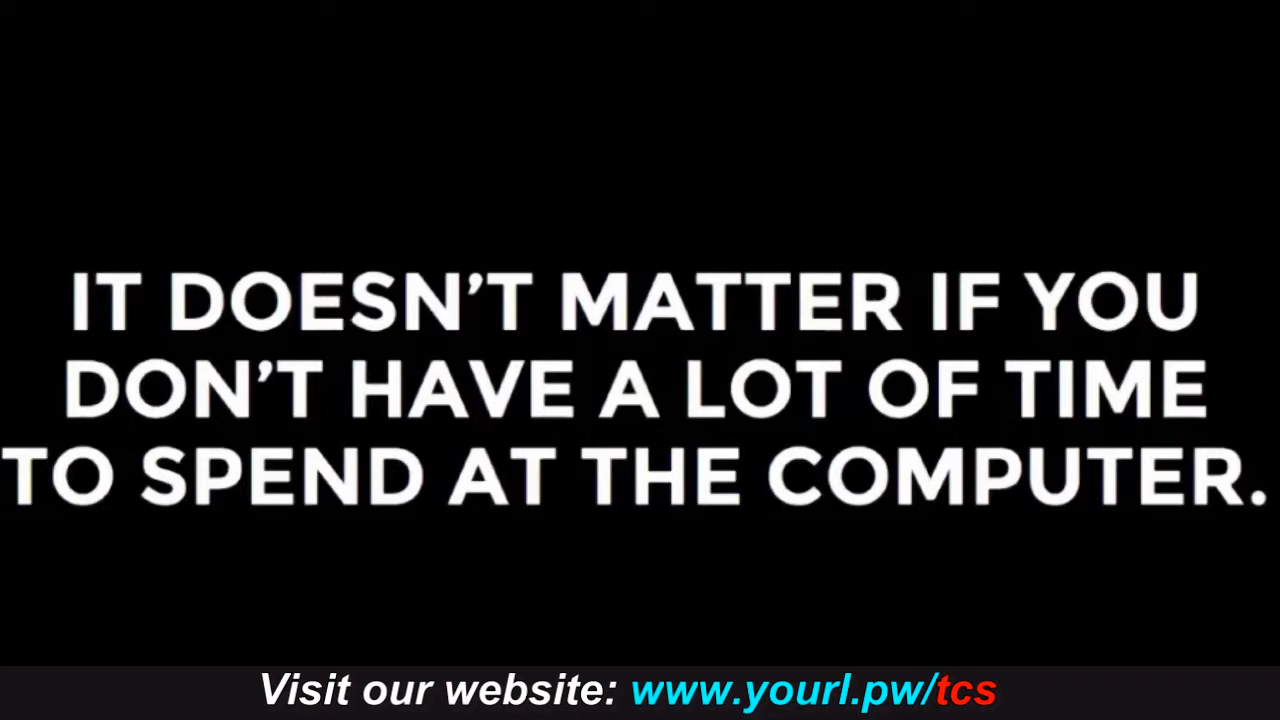 IT DOESN'T MATTER IF YOU
DON'T HAVE A LOT OF TIME
TO SPEND AT THE COMPUTER.
Visit our website: www.yourl.pw/tcs